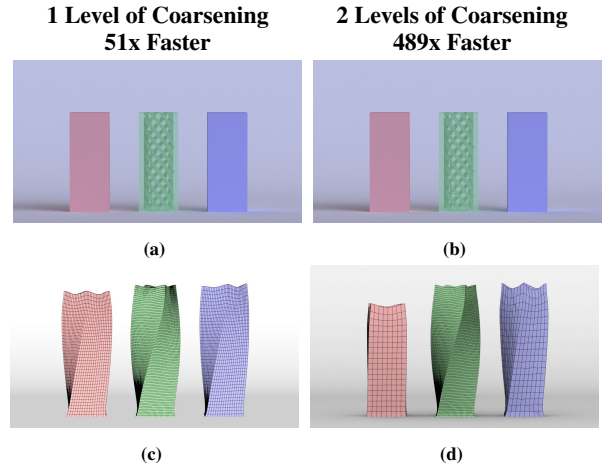 1 Level of Coarsening
51x Faster
2 Levels of Coarsening
489x Faster
(a)
(b)
(c)
(d)